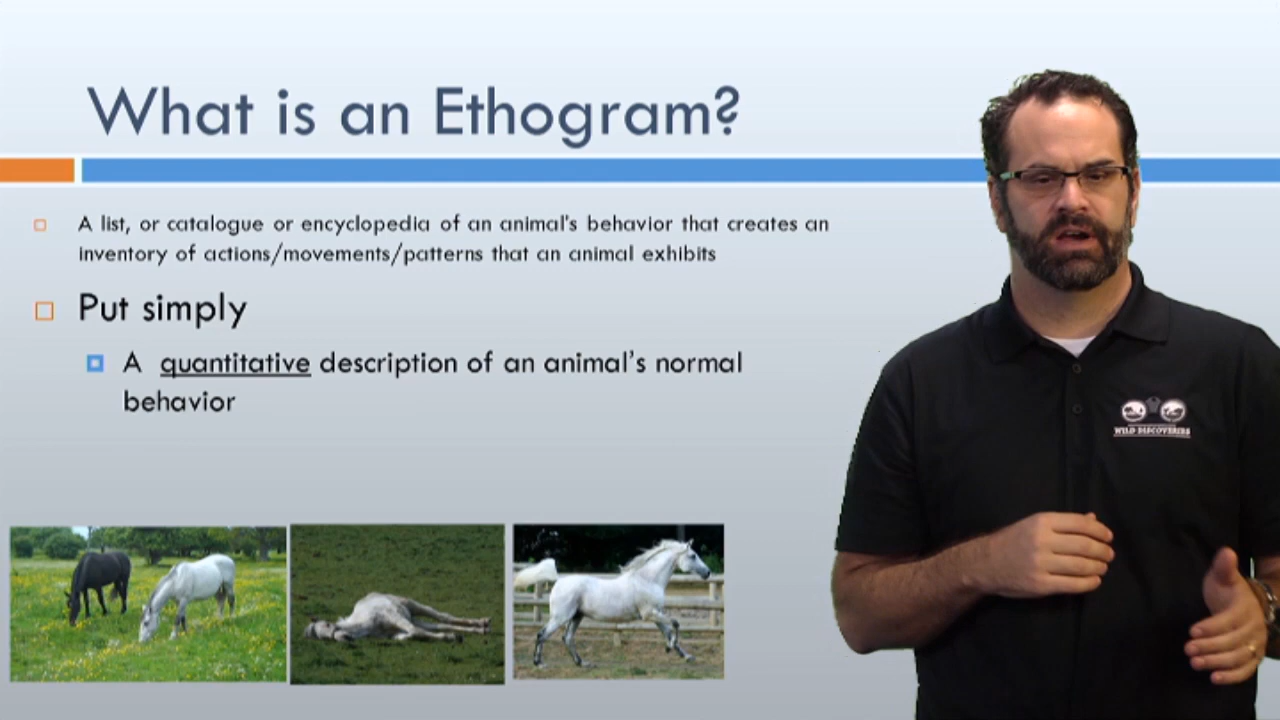 What is an Ethogram?
A list, or catalogue or encyclopedia of an animal's behavior that creates an
inventory of actions/movements/patterns that an animal exhibits
Put simply
A quantitative description of an animal's normal
behavior
WILD DISCOVERIES